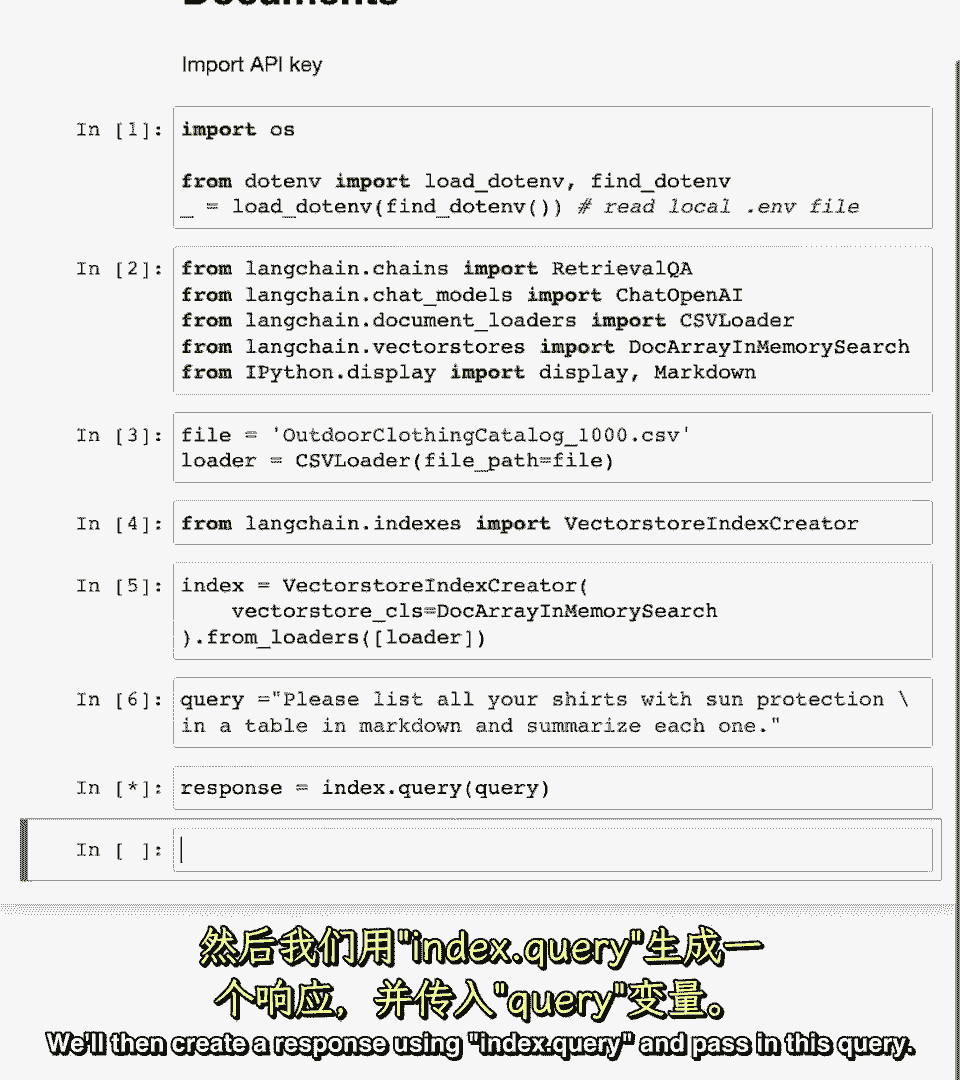 Documents
Import API key
In [1]: import os
from dotenv import load_dotenv, find_dotenv
_ = load_dotenv(find_dotenv()) # read local .env file
In [2]: from langchain.chains import RetrievalQA
from langchain.chat_models import ChatOpenAI
from langchain.document_loaders import CSVLoader
from langchain.vectorstores import DocArrayInMemorySearch
from IPython.display import display, Markdown
In [3]: file = 'OutdoorClothingCatalog_1000.csv'
loader = CSVLoader(file_path=file)
In [4]: from langchain.indexes import VectorstoreIndexCreator
In [5]: index = VectorstoreIndexCreator(
    vectorstore_cls=DocArrayInMemorySearch
).from_loaders([loader])
In [6]: query ="Please list all your shirts with sun protection \
in a table in markdown and summarize each one."
In [*]: response = index.query(query)
In [ ]:
然后我们用"index.query"生成一
个响应，并传入"query"变量。
We'll then create a response using "index.query" and pass in this query.